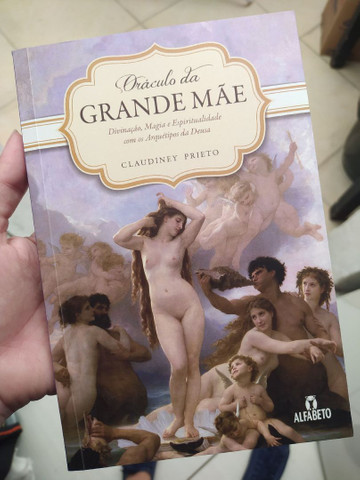 Oráculo da
GRANDE MÃE
Divinação, Magia e Espiritualidade
com os Arquétipos da Deusa
CLAUDINEY PRIETO
ALFABETO